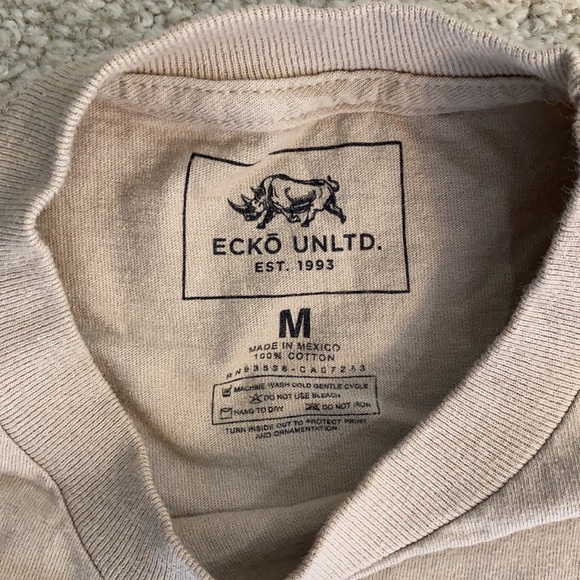 ECKŌ UNLTD.
EST. 1993
M
MADE IN MEXICO
100% COTTON
MACHINE WASH COLD GENTLE CYCLE
DO NOT USE BLEACH
HANG TO DRY DO NOT IRON
TURN INSIDE OUT TO PROTECT PRINT
AND ORNAMENTATION